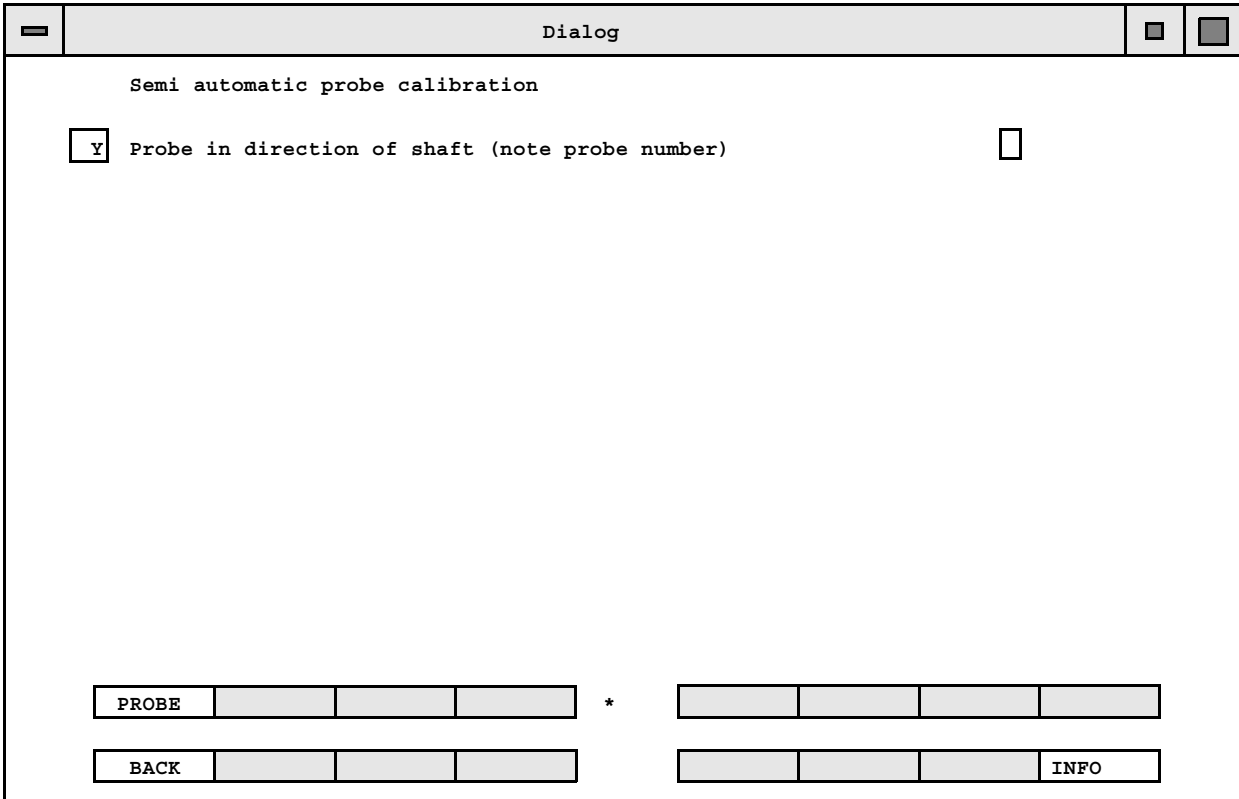 Dialog
Semi automatic probe calibration
Y Probe in direction of shaft (note probe number)
PROBE *
BACK INFO